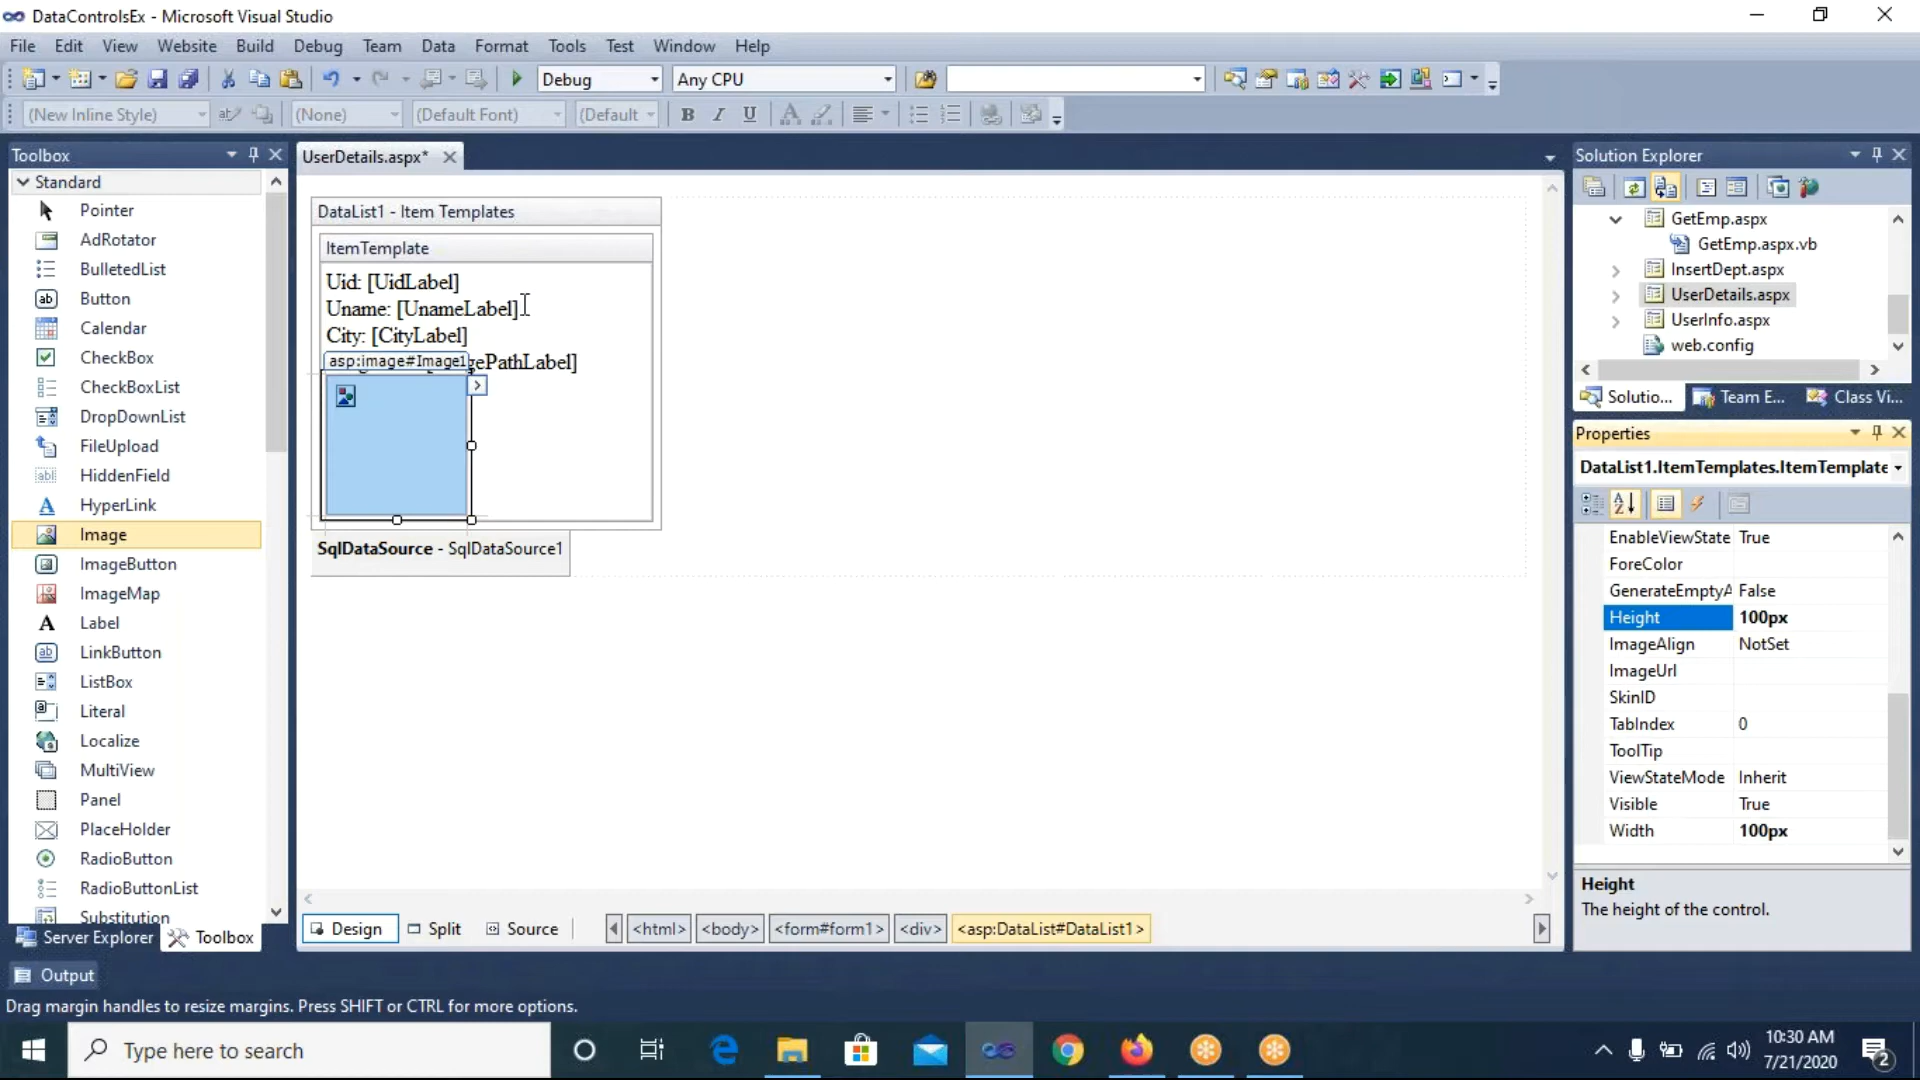 DataControlsEx - Microsoft Visual Studio
File Edit View Website Build Debug Team Data Format Tools Test Window Help
Debug Any CPU
(New Inline Style) (None) (Default Font) (Default B I U
Toolbox
Standard
Pointer
AdRotator
BulletedList
Button
Calendar
CheckBox
CheckBoxList
DropDownList
FileUpload
HiddenField
HyperLink
Image
ImageButton
ImageMap
Label
LinkButton
ListBox
Literal
Localize
MultiView
Panel
PlaceHolder
RadioButton
RadioButtonList
Substitution
Server Explorer Toolbox
UserDetails.aspx*
DataList1 - Item Templates
ItemTemplate
Uid: [UidLabel]
Uname: [UnameLabel]
City: [CityLabel]
asp:image#Image1 gePathLabel]
SqlDataSource - SqlDataSource1
Design Split Source <html> <body> <form#form1> <div> <asp:DataList#DataList1>
Solution Explorer
GetEmp.aspx
GetEmp.aspx.vb
InsertDept.aspx
UserDetails.aspx
UserInfo.aspx
web.config
Solutio... Team E... Class Vi...
Properties
DataList1.ItemTemplates.ItemTemplate
EnableViewState True
ForeColor
GenerateEmptyA False
Height 100px
ImageAlign NotSet
ImageUrl
SkinID
TabIndex 0
ToolTip
ViewStateMode Inherit
Visible True
Width 100px
Height
The height of the control.
Output
Drag margin handles to resize margins. Press SHIFT or CTRL for more options.
Type here to search
10:30 AM
7/21/2020
2